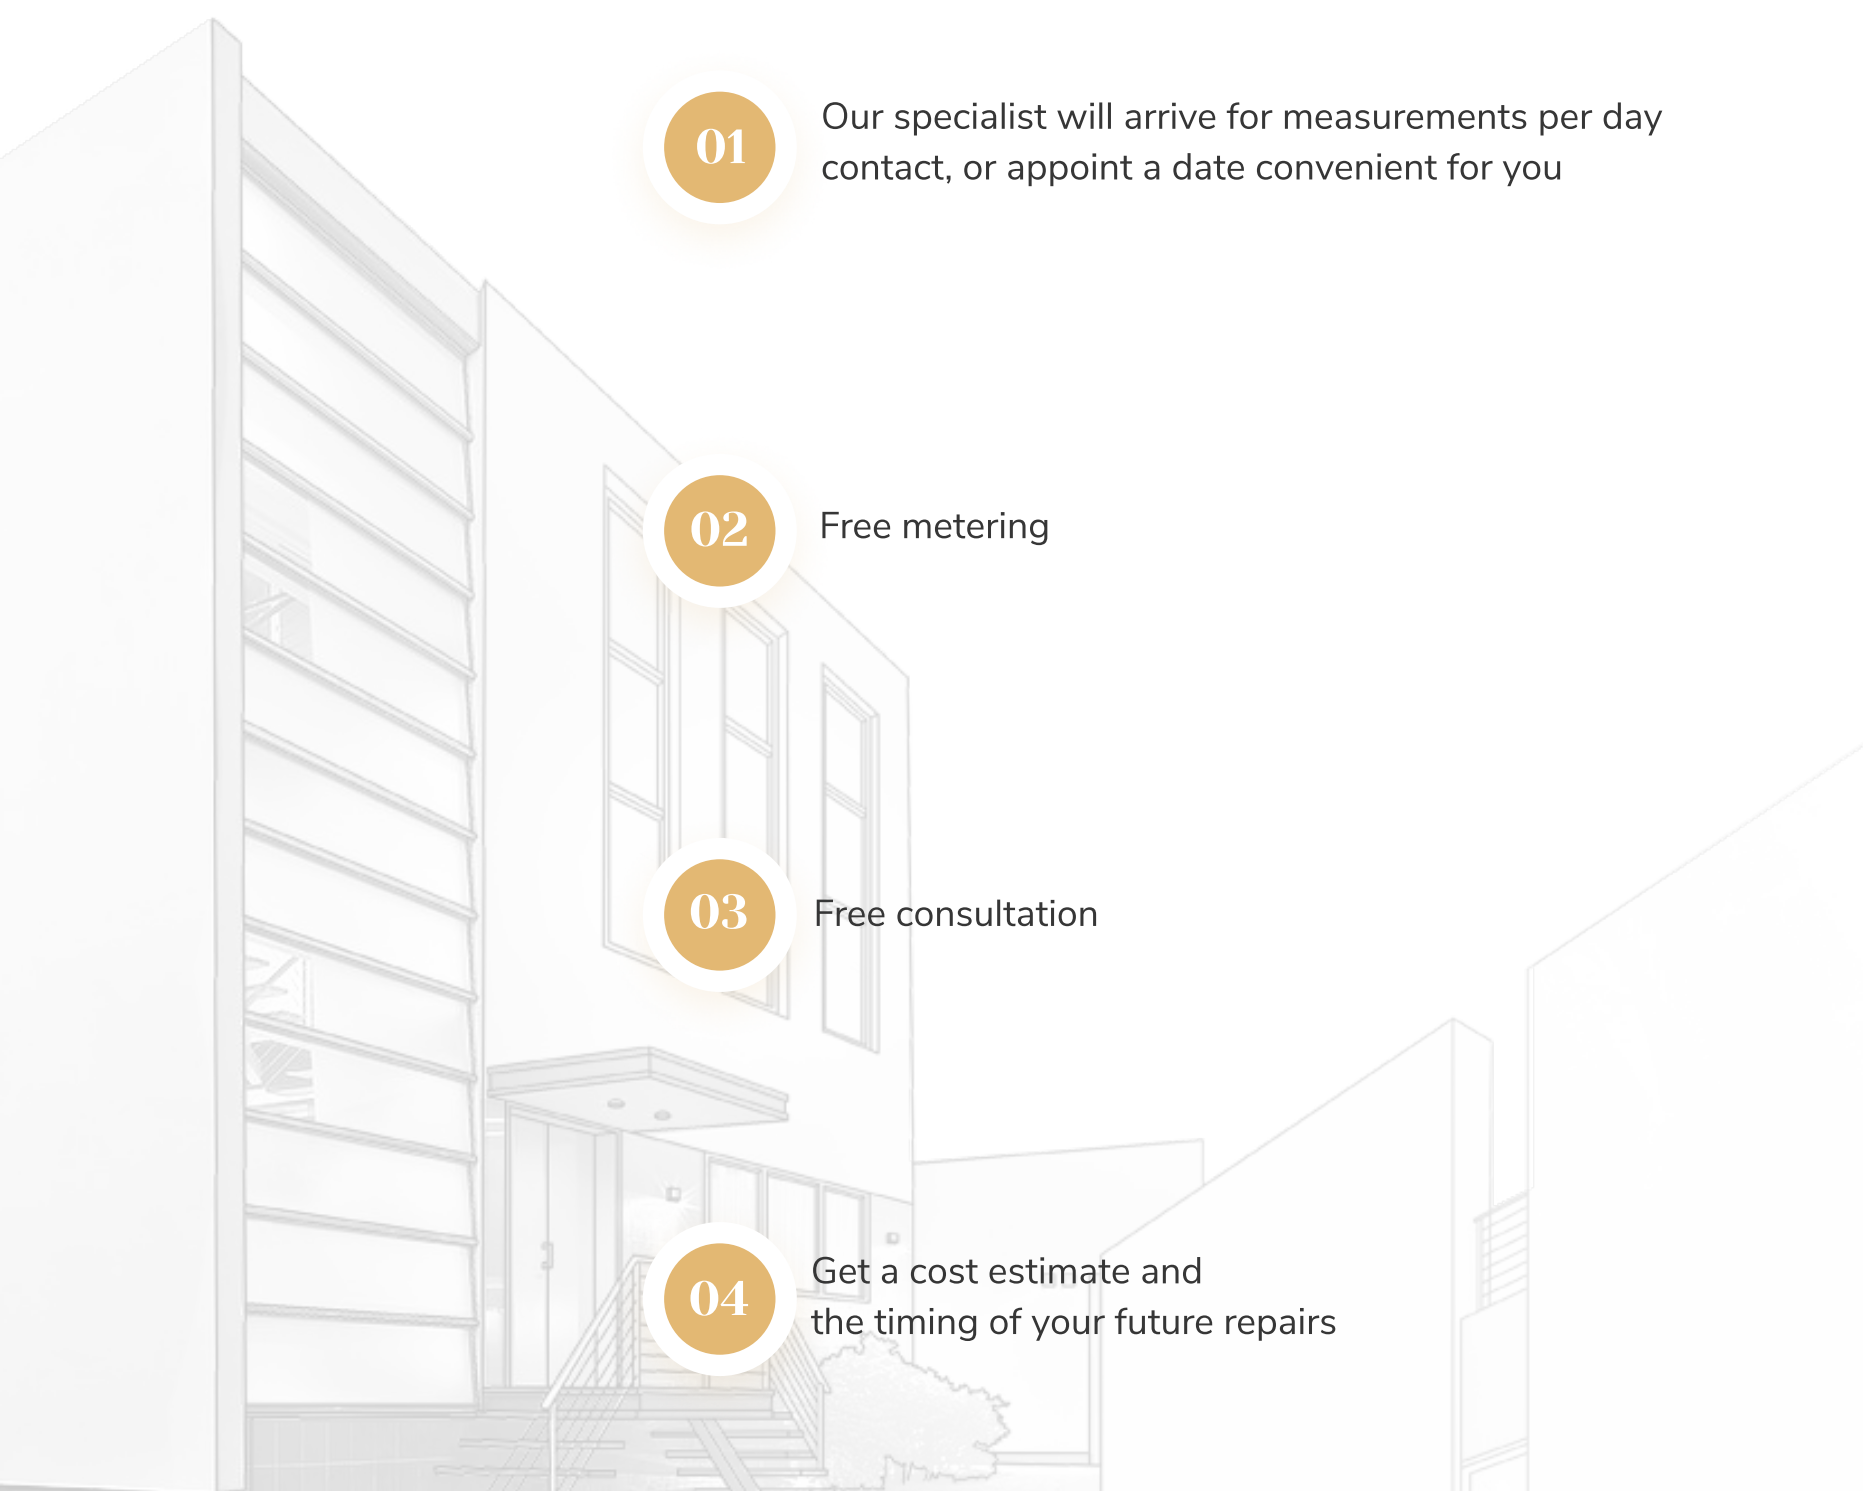 01
Our specialist will arrive for measurements per day
contact, or appoint a date convenient for you
02
Free metering
03
Free consultation
04
Get a cost estimate and
the timing of your future repairs